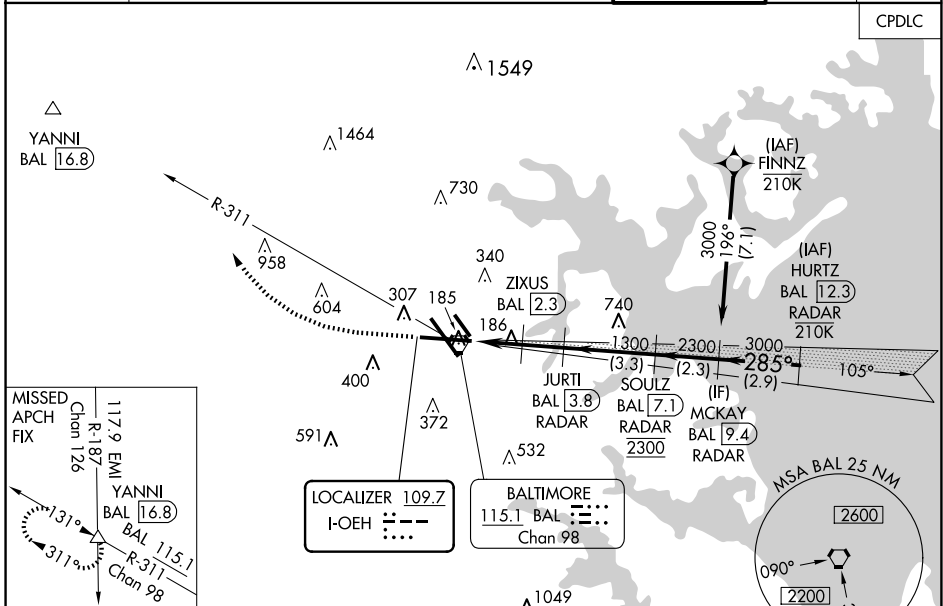 CPDLC
1549
YANNI
BAL 16.8
1464
(IAF)
FINNZ
210K
730
R-311
3000
196°
(7.1)
958
340
(IAF)
HURTZ
BAL 12.3
RADAR
210K
ZIXUS
BAL 2.3
604
307
185
186
740
1300
2300
3000
285°
105°
(3.3)
(2.3)
(2.9)
400
JURTI
BAL 3.8
RADAR
SOULZ
BAL 7.1
RADAR
2300
(IF)
MCKAY
BAL 9.4
RADAR
372
591
532
MISSED
APCH
FIX
117.9 EMI
R-187
Chan 126
YANNI
BAL 16.8
BAL 115.1
R-311
Chan 98
131°
311°
LOCALIZER 109.7
I-OEH
BALTIMORE
115.1 BAL
Chan 98
MSA BAL 25 NM
2600
090°
2200
1049